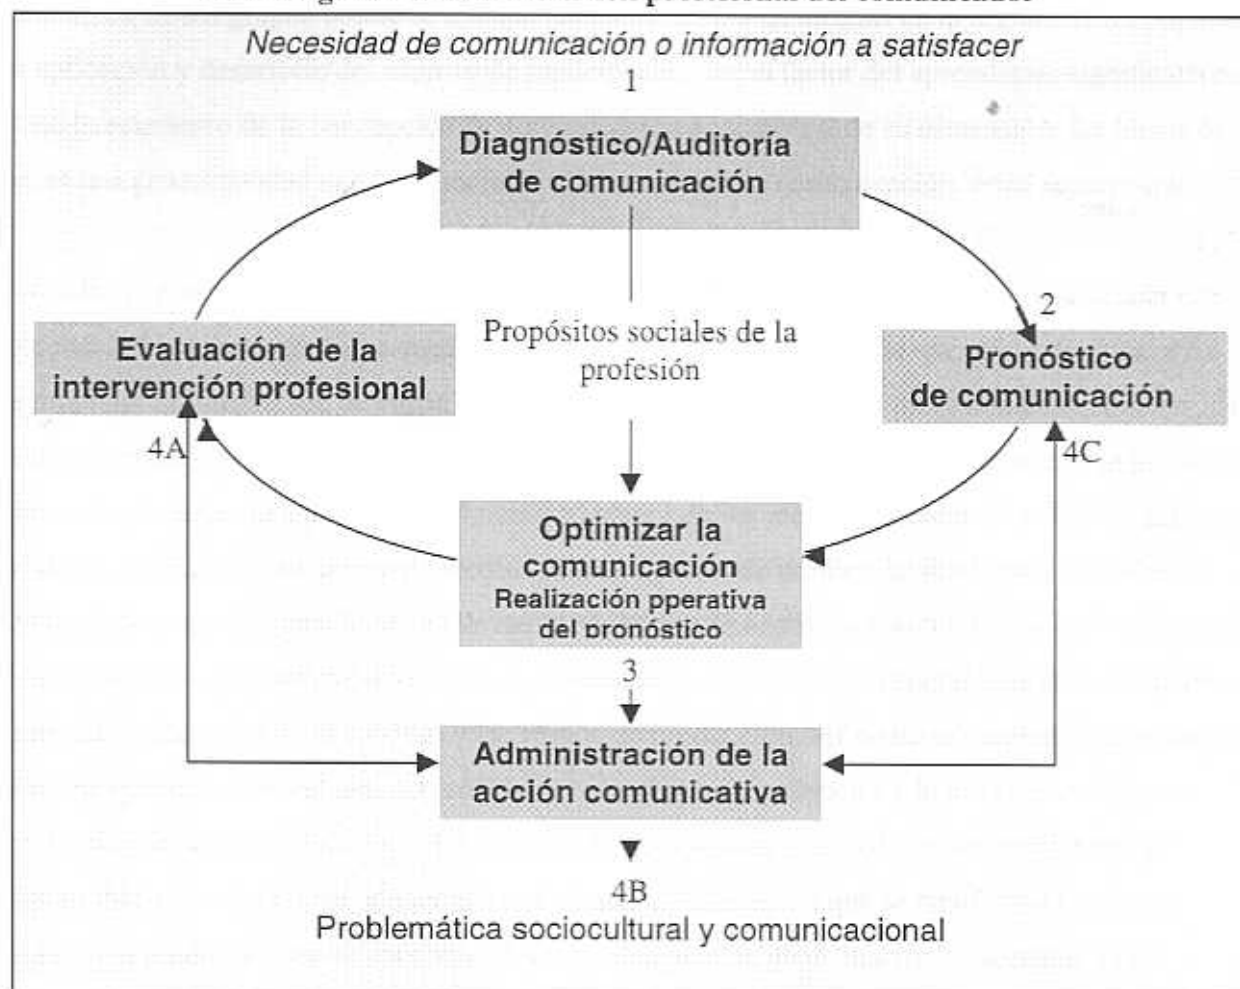 Necesidad de comunicación o información a satisfacer
1
Diagnóstico/Auditoría
de comunicación
2
Propósitos sociales de la
profesión
Evaluación de la
intervención profesional
Pronóstico
de comunicación
4A
4C
Optimizar la
comunicación
Realización pperativa
del pronóstico
3
Administración de la
acción comunicativa
4B
Problemática sociocultural y comunicacional